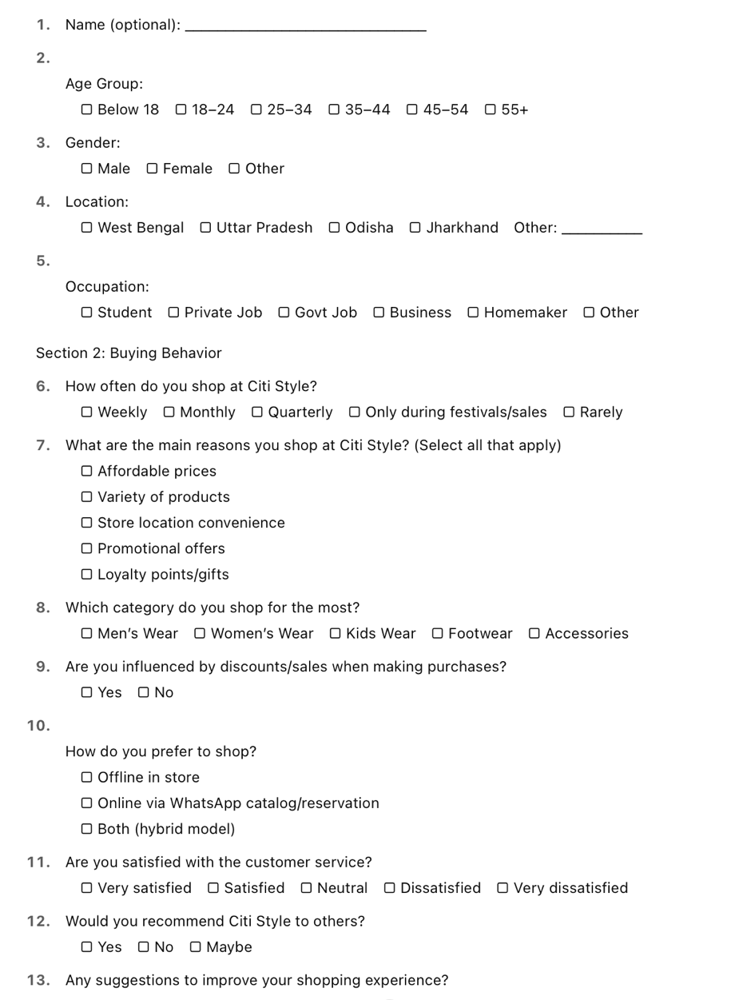 1. Name (optional): ______________________________
2.
Age Group:
☐ Below 18 ☐ 18–24 ☐ 25–34 ☐ 35–44 ☐ 45–54 ☐ 55+
3. Gender:
☐ Male ☐ Female ☐ Other
4. Location:
☐ West Bengal ☐ Uttar Pradesh ☐ Odisha ☐ Jharkhand Other: __________
5.
Occupation:
☐ Student ☐ Private Job ☐ Govt Job ☐ Business ☐ Homemaker ☐ Other
Section 2: Buying Behavior
6. How often do you shop at Citi Style?
☐ Weekly ☐ Monthly ☐ Quarterly ☐ Only during festivals/sales ☐ Rarely
7. What are the main reasons you shop at Citi Style? (Select all that apply)
☐ Affordable prices
☐ Variety of products
☐ Store location convenience
☐ Promotional offers
☐ Loyalty points/gifts
8. Which category do you shop for the most?
☐ Men’s Wear ☐ Women’s Wear ☐ Kids Wear ☐ Footwear ☐ Accessories
9. Are you influenced by discounts/sales when making purchases?
☐ Yes ☐ No
10.
How do you prefer to shop?
☐ Offline in store
☐ Online via WhatsApp catalog/reservation
☐ Both (hybrid model)
11. Are you satisfied with the customer service?
☐ Very satisfied ☐ Satisfied ☐ Neutral ☐ Dissatisfied ☐ Very dissatisfied
12. Would you recommend Citi Style to others?
☐ Yes ☐ No ☐ Maybe
13. Any suggestions to improve your shopping experience?